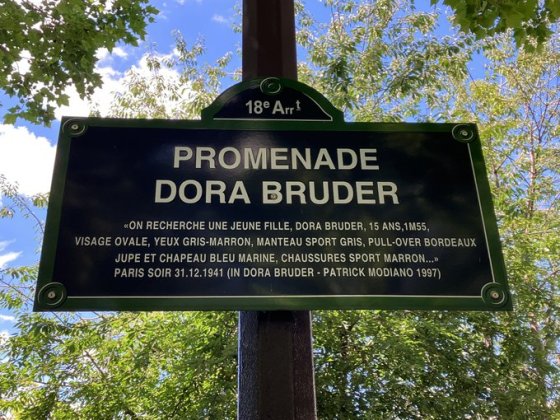 18e Arrt
PROMENADE
DORA BRUDER
«ON RECHERCHE UNE JEUNE FILLE, DORA BRUDER, 15 ANS,1M55,
VISAGE OVALE, YEUX GRIS-MARRON, MANTEAU SPORT GRIS, PULL-OVER BORDEAUX
JUPE ET CHAPEAU BLEU MARINE, CHAUSSURES SPORT MARRON...»
PARIS SOIR 31.12.1941 (IN DORA BRUDER - PATRICK MODIANO 1997)